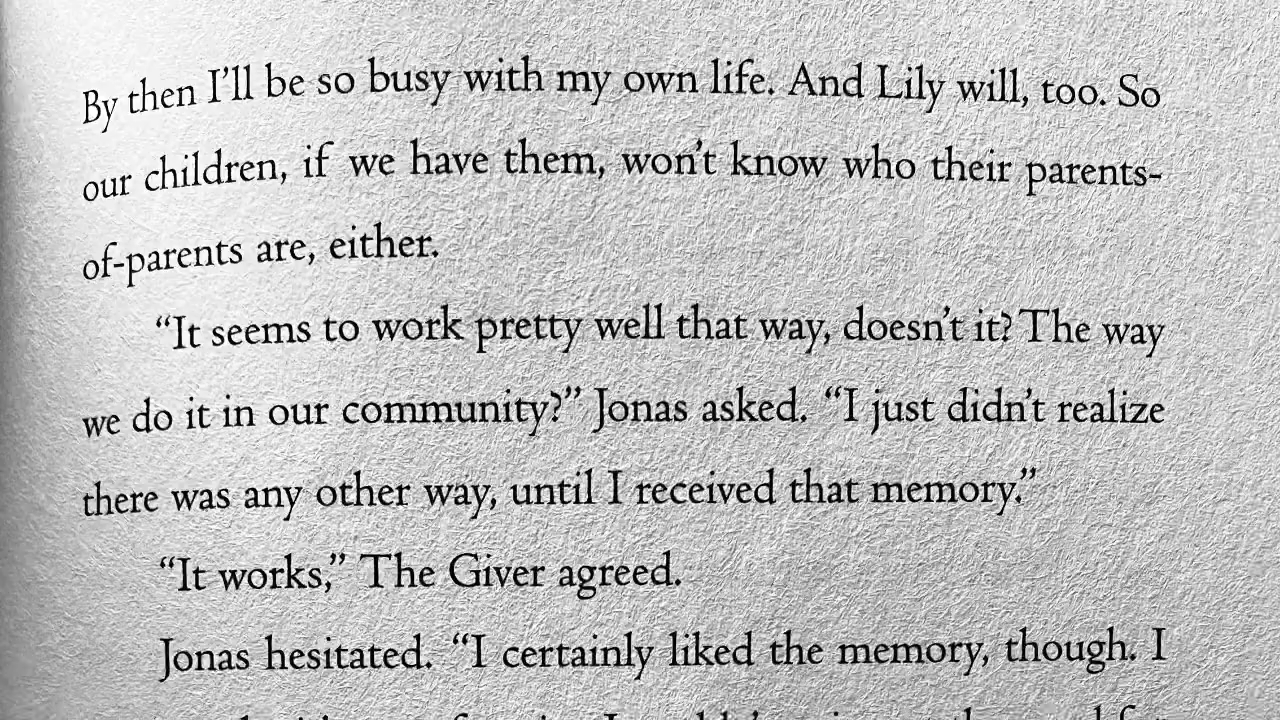 By then I’ll be so busy with my own life. And Lily will, too. So
our children, if we have them, won’t know who their parents-
of-parents are, either.
“It seems to work pretty well that way, doesn’t it? The way
we do it in our community?” Jonas asked. “I just didn’t realize
there was any other way, until I received that memory.”
“It works,” The Giver agreed.
Jonas hesitated. “I certainly liked the memory, though. I